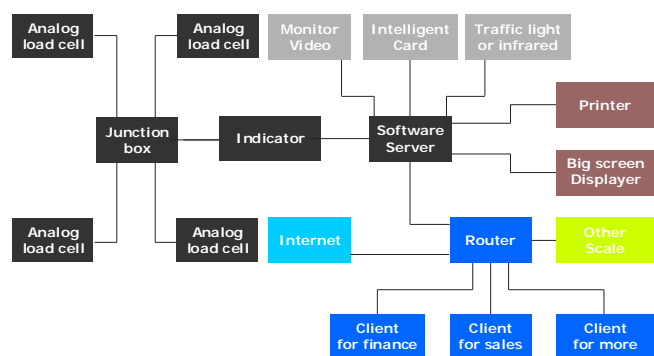 Analog
load cell
Analog
load cell
Monitor
Video
Intelligent
Card
Traffic light
or infrared
Printer
Junction
box
Indicator
Software
Server
Big screen
Displayer
Analog
load cell
Analog
load cell
Internet
Router
Other
Scale
Client
for finance
Client
for sales
Client
for more